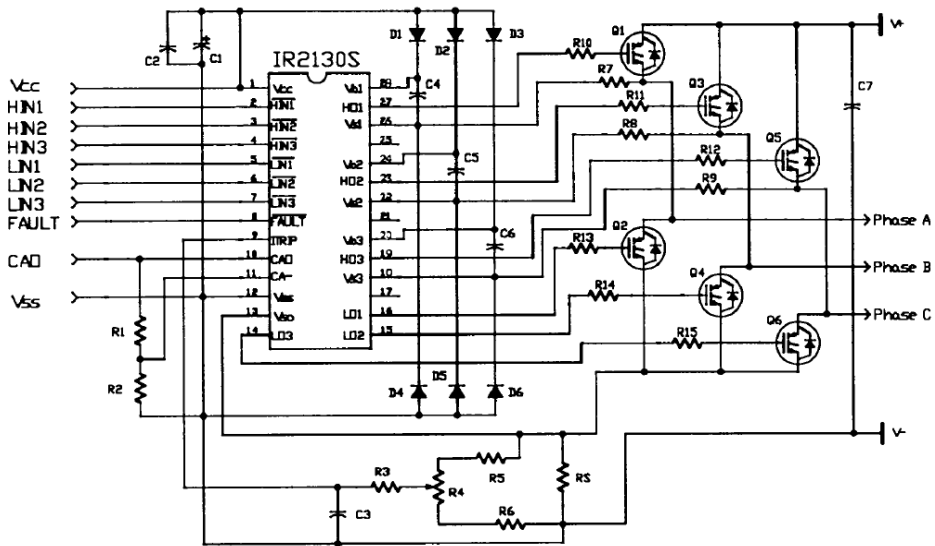 C2
C1
+
IR2130S
D1
D2
D3
Q1
V+
R10
R7
C4
Vcc
HIN1
HIN2
HIN3
LIN1
LIN2
LIN3
FAULT
CAO
Vss
1 Vcc
2 HIN1
3 HIN2
4 HIN3
5 LIN1
6 LIN2
7 LIN3
8 FAULT
9 ITRIP
10 CAO
11 CA-
12 Vss
13 Vso
14 LO3
Vb1 28
HO1 27
Vs1 26
25
Vb2 24
HO2 23
Vs2 22
21
Vb3 20
HO3 19
Vs3 18
17
LO1 16
LO2 15
R11
Q3
C7
R8
Q5
R12
C5
R9
Phase A
Q2
R13
C6
Phase B
Q4
R14
Phase C
R15
Q6
R1
R2
D4
D5
D6
V-
R3
R4
R5
R6
RS
C3